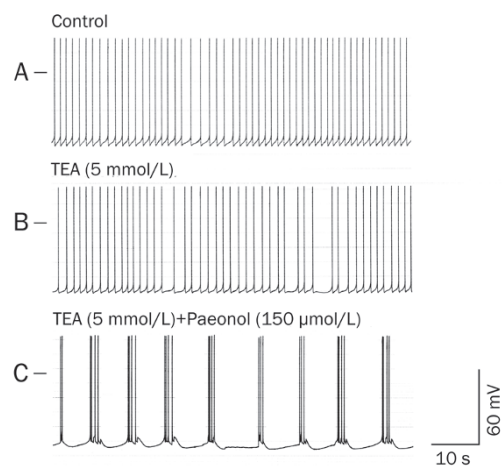 Control
A
TEA (5 mmol/L)
B
TEA (5 mmol/L)+Paeonol (150 μmol/L)
C
60 mV
10 s